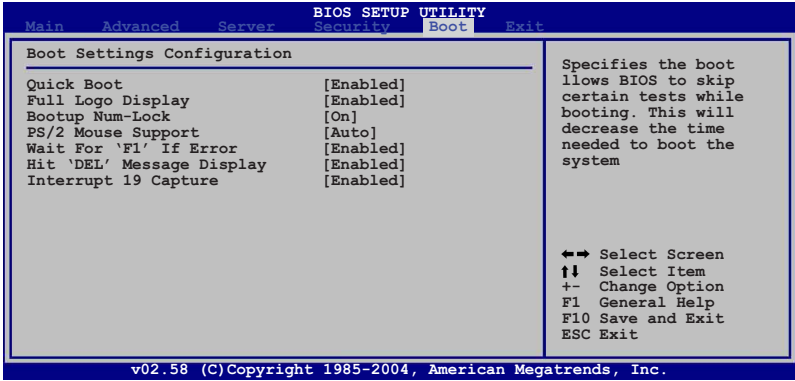 BIOS SETUP UTILITY
Main Advanced Server Security Boot Exit
Boot Settings Configuration
Quick Boot [Enabled]
Full Logo Display [Enabled]
Bootup Num-Lock [On]
PS/2 Mouse Support [Auto]
Wait For ‘F1’ If Error [Enabled]
Hit ‘DEL’ Message Display [Enabled]
Interrupt 19 Capture [Enabled]
Specifies the boot
llows BIOS to skip
certain tests while
booting. This will
decrease the time
needed to boot the
system
←→ Select Screen
↑↓ Select Item
+- Change Option
F1 General Help
F10 Save and Exit
ESC Exit
v02.58 (C)Copyright 1985-2004, American Megatrends, Inc.